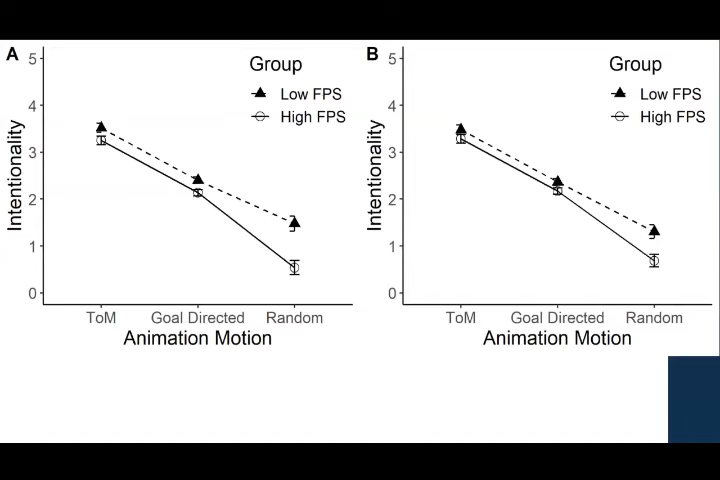 A
5
4
3
2
1
0
Intentionality
Group
Low FPS
High FPS
ToM Goal Directed Random
Animation Motion
B
5
4
3
2
1
0
Intentionality
Group
Low FPS
High FPS
ToM Goal Directed Random
Animation Motion